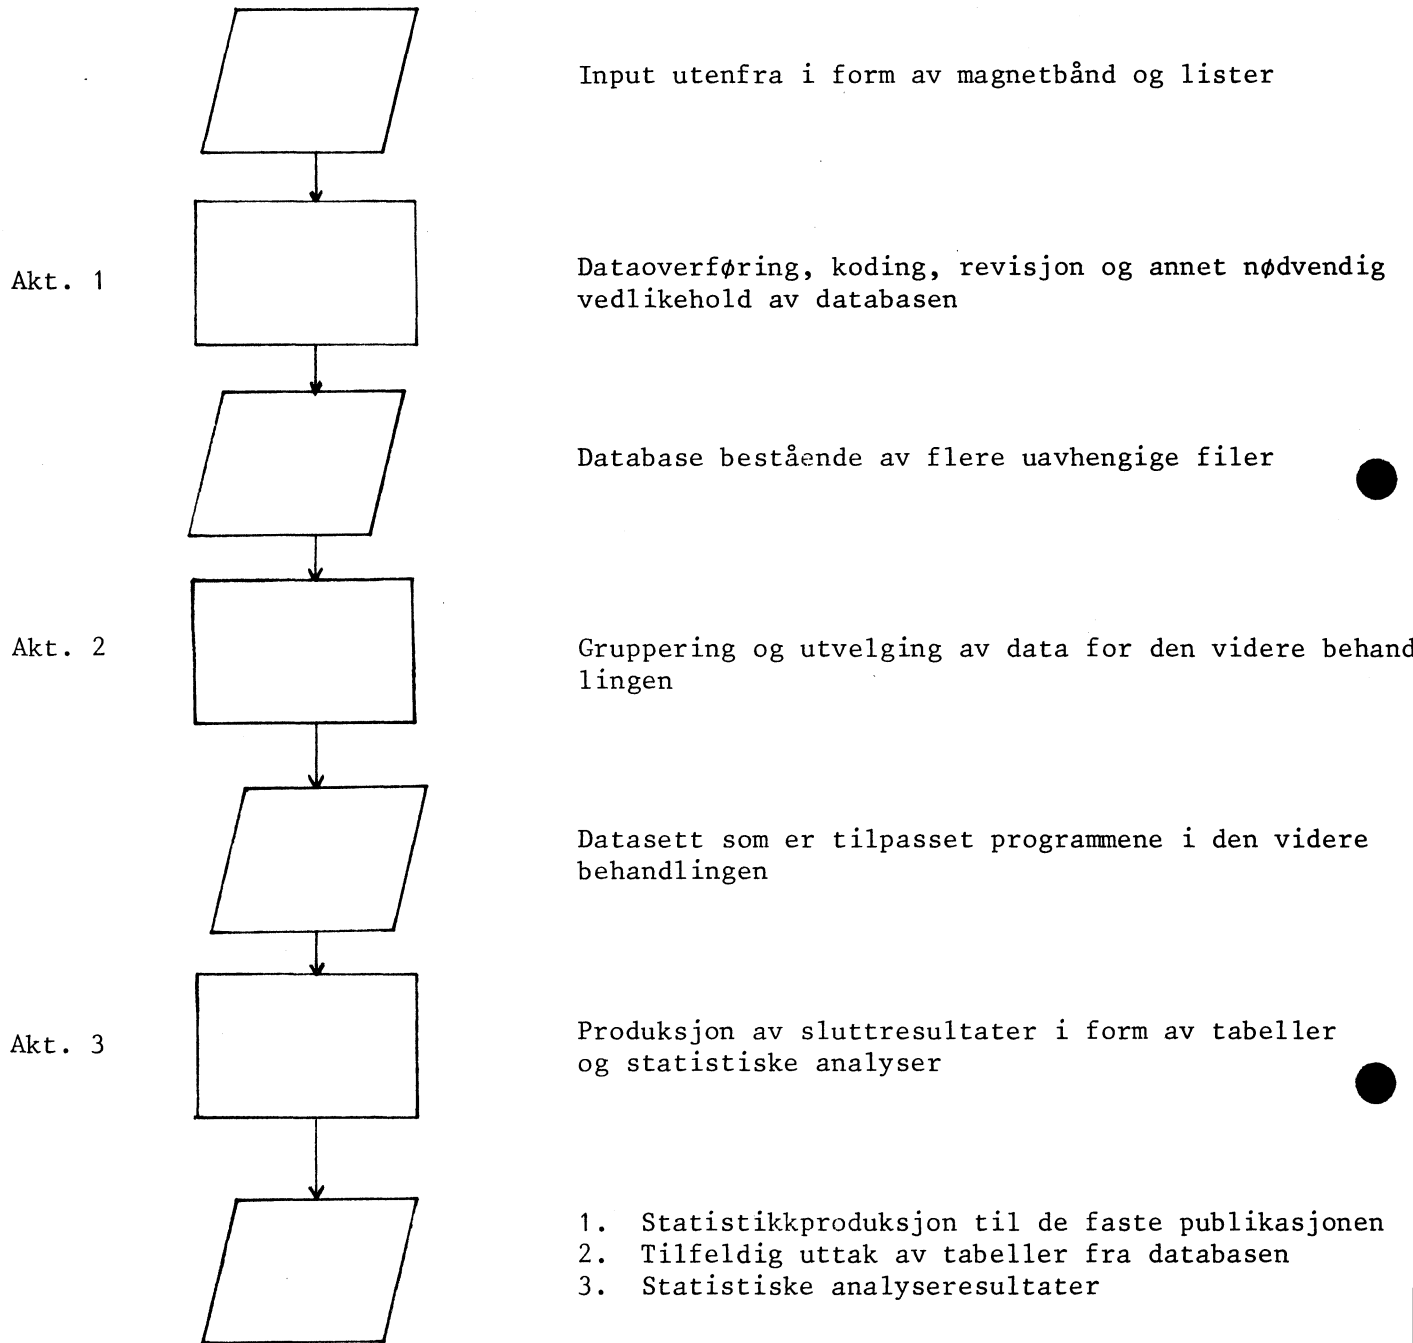 Input utenfra i form av magnetbånd og lister
Akt. 1
Dataoverføring, koding, revisjon og annet nødvendig
vedlikehold av databasen
Database bestående av flere uavhengige filer
Akt. 2
Gruppering og utvelging av data for den videre behand
lingen
Datasett som er tilpasset programmene i den videre
behandlingen
Akt. 3
Produksjon av sluttresultater i form av tabeller
og statistiske analyser
1. Statistikkproduksjon til de faste publikasjonen
2. Tilfeldig uttak av tabeller fra databasen
3. Statistiske analyseresultater